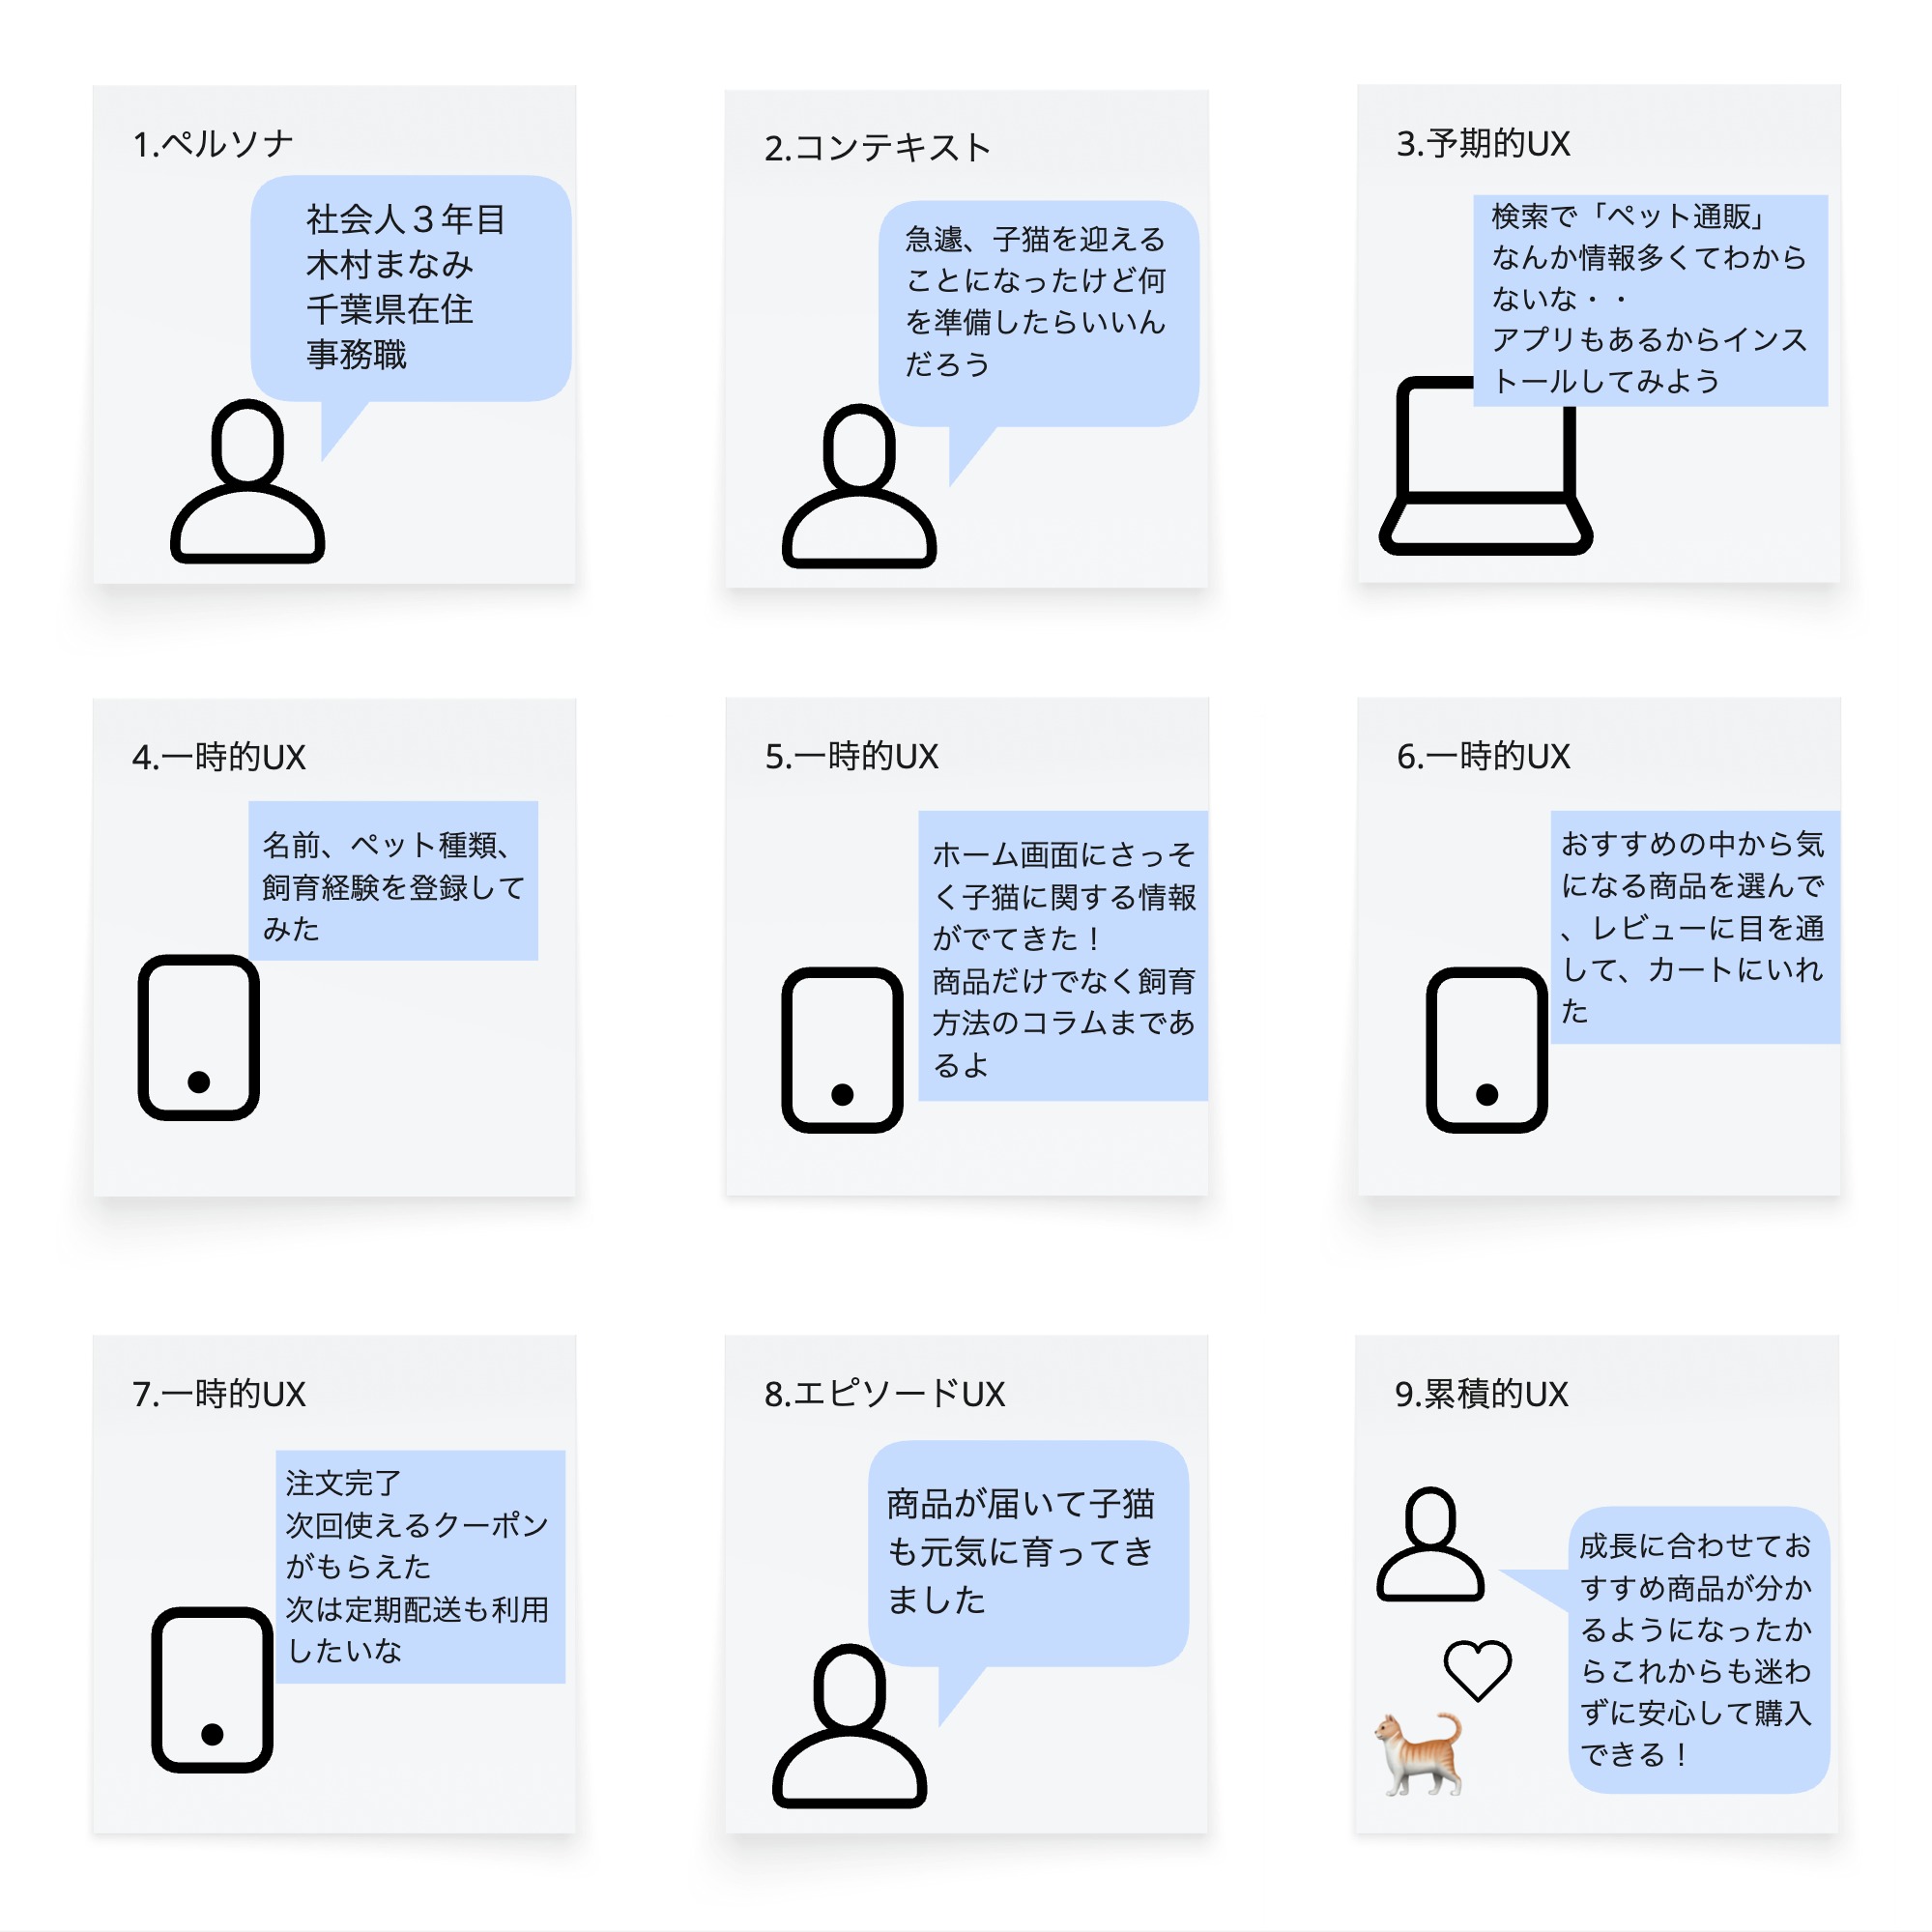 1.ペルソナ
社会人３年目
木村まなみ
千葉県在住
事務職
2.コンテキスト
急遽、子猫を迎える
ことになったけど何
を準備したらいいん
だろう
3.予期的UX
検索で「ペット通販」
なんか情報多くてわから
ないな・・
アプリもあるからインス
トールしてみよう
4.一時的UX
名前、ペット種類、
飼育経験を登録して
みた
5.一時的UX
ホーム画面にさっそ
く子猫に関する情報
がでてきた！
商品だけでなく飼育
方法のコラムまであ
るよ
6.一時的UX
おすすめの中から気
になる商品を選んで
、レビューに目を通
して、カートにいれ
た
7.一時的UX
注文完了
次回使えるクーポン
がもらえた
次は定期配送も利用
したいな
8.エピソードUX
商品が届いて子猫
も元気に育ってき
ました
9.累積的UX
成長に合わせてお
すすめ商品が分か
るようになったか
らこれからも迷わ
ずに安心して購入
できる！